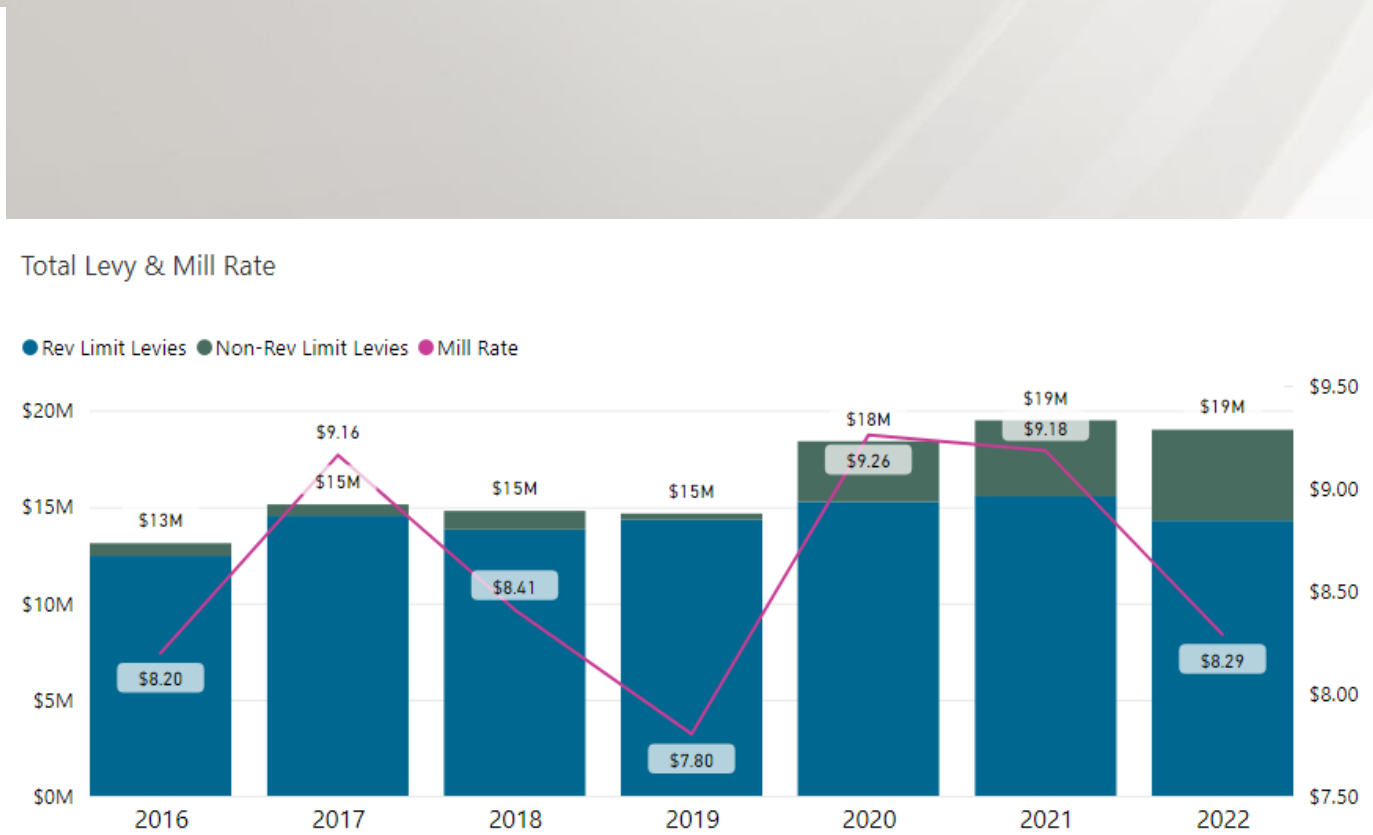 Total Levy & Mill Rate
Rev Limit Levies Non-Rev Limit Levies Mill Rate
$9.50
$20M $19M $19M
$18M
$9.16 $9.18
$9.26
$15M $15M $15M $9.00
$15M
$13M
$8.41 $8.50
$10M
$8.20 $8.29
$5M $8.00
$7.80
$0M $7.50
2016 2017 2018 2019 2020 2021 2022